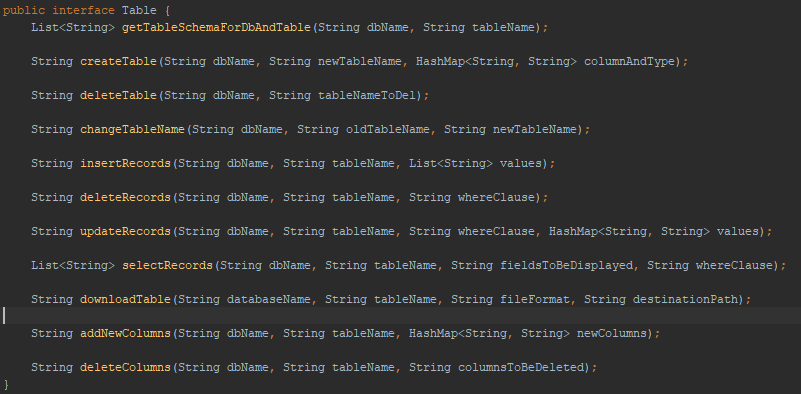 public interface Table {
List<String> getTableSchemaForDbAndTable(String dbName, String tableName);
String createTable(String dbName, String newTableName, HashMap<String, String> columnAndType);
String deleteTable(String dbName, String tableNameToDel);
String changeTableName(String dbName, String oldTableName, String newTableName);
String insertRecords(String dbName, String tableName, List<String> values);
String deleteRecords(String dbName, String tableName, String whereClause);
String updateRecords(String dbName, String tableName, String whereClause, HashMap<String, String> values);
List<String> selectRecords(String dbName, String tableName, String fieldsToBeDisplayed, String whereClause);
String downloadTable(String databaseName, String tableName, String fileFormat, String destinationPath);
String addNewColumns(String dbName, String tableName, HashMap<String, String> newColumns);
String deleteColumns(String dbName, String tableName, String columnsToBeDeleted);
}